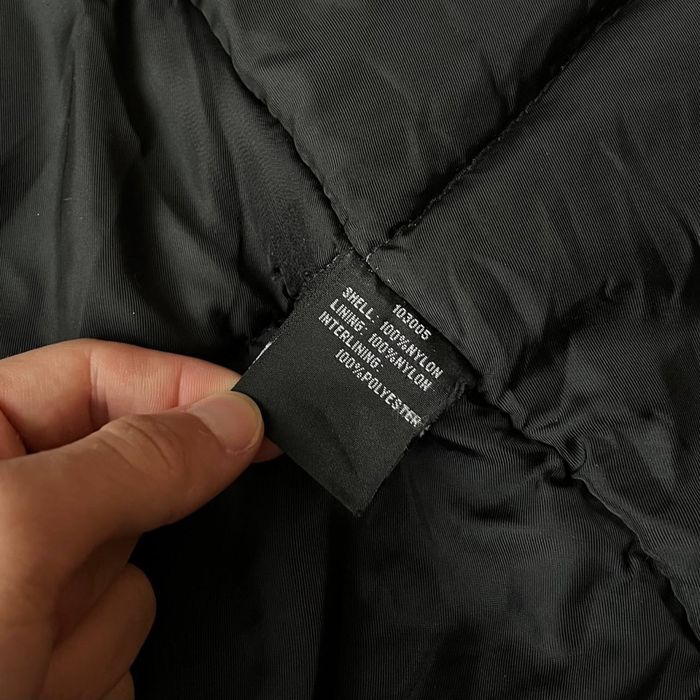 103005
SHELL: 100%NYLON
LINING: 100%NYLON
INTERLINING:
100%POLYESTER